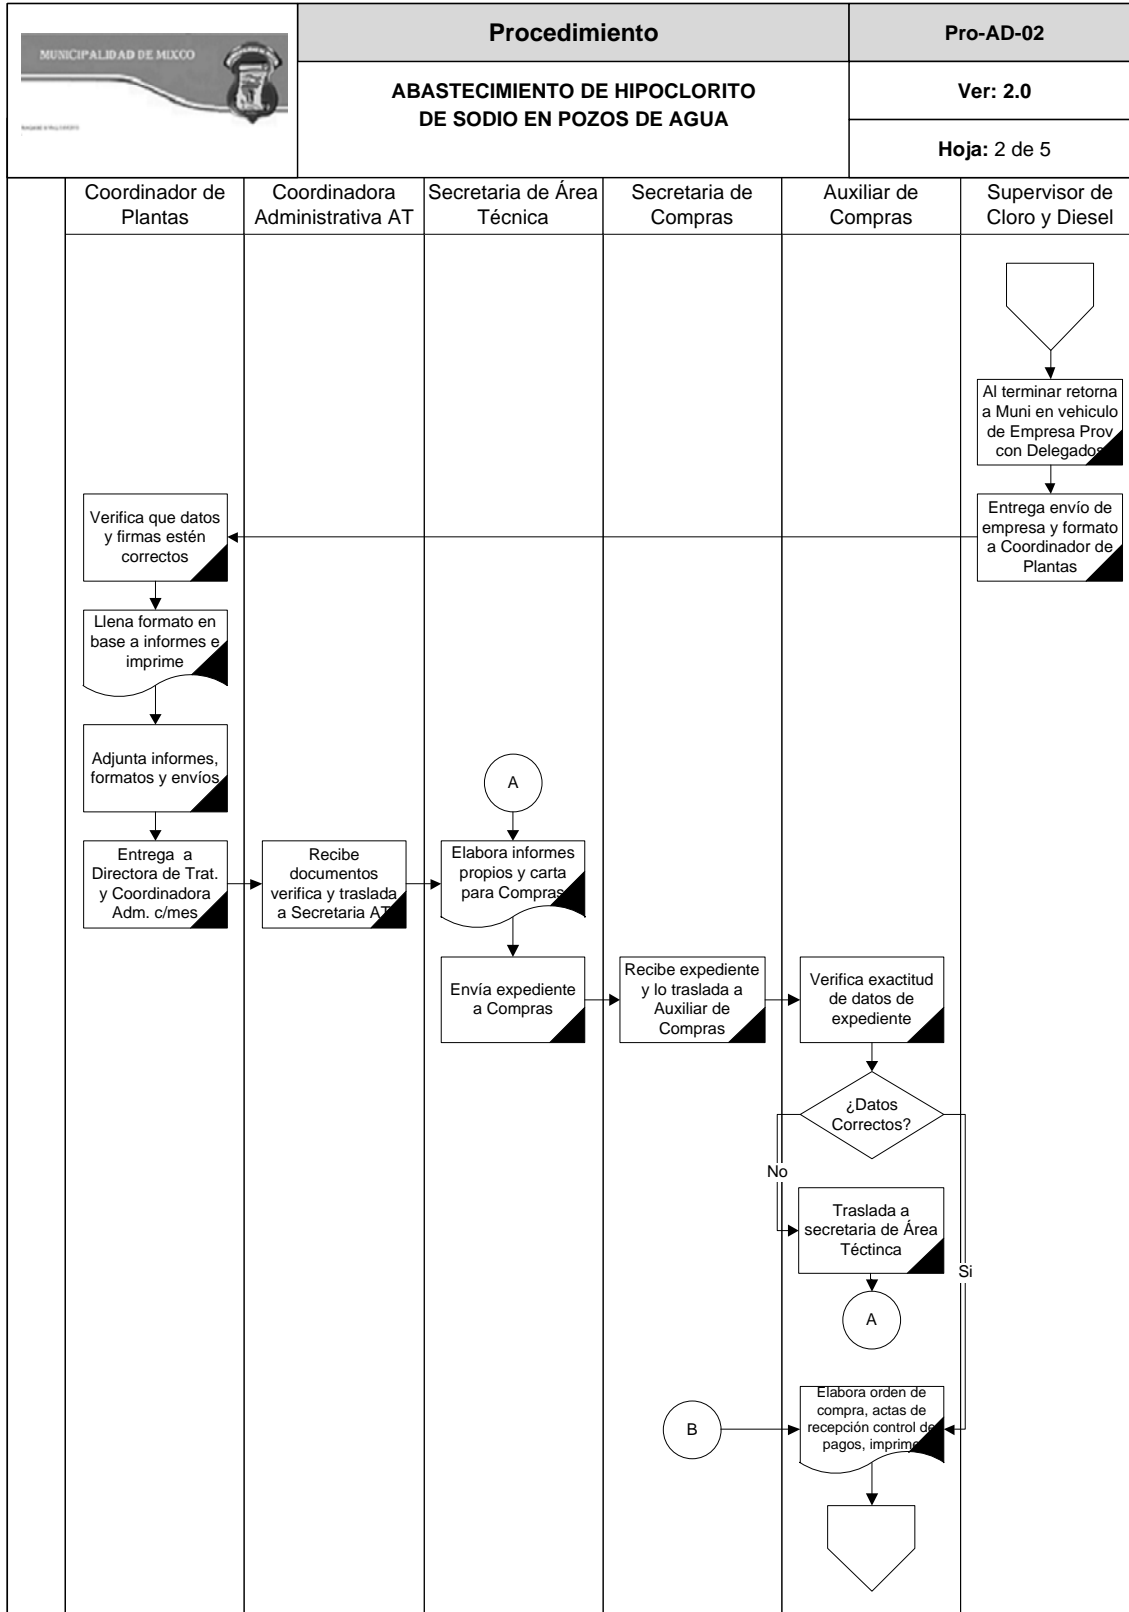 MUNICIPALIDAD DE MIXCO
Procedimiento
Pro-AD-02
ABASTECIMIENTO DE HIPOCLORITO
DE SODIO EN POZOS DE AGUA
Ver: 2.0
Hoja: 2 de 5
Coordinador de
Plantas
Coordinadora
Administrativa AT
Secretaria de Área
Técnica
Secretaria de
Compras
Auxiliar de
Compras
Supervisor de
Cloro y Diesel
Al terminar retorna
a Muni en vehiculo
de Empresa Prov
con Delegados
Verifica que datos
y firmas estén
correctos
Entrega envío de
empresa y formato
a Coordinador de
Plantas
Llena formato en
base a informes e
imprime
Adjunta informes,
formatos y envíos
A
Entrega a
Directora de Trat.
y Coordinadora
Adm. c/mes
Recibe
documentos
verifica y traslada
a Secretaria AT
Elabora informes
propios y carta
para Compras
Envía expediente
a Compras
Recibe expediente
y lo traslada a
Auxiliar de
Compras
Verifica exactitud
de datos de
expediente
¿Datos
Correctos?
No
Traslada a
secretaria de Área
Téctinca
Si
A
B
Elabora orden de
compra, actas de
recepción control de
pagos, imprime